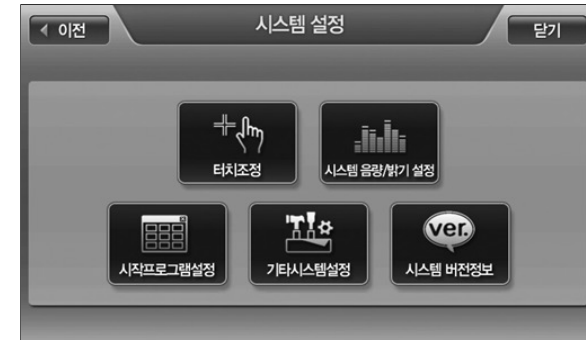 이전
시스템 설정
닫기
터치조정
시스템 음량/밝기 설정
시작프로그램설정
기타시스템설정
ver.
시스템 버전정보